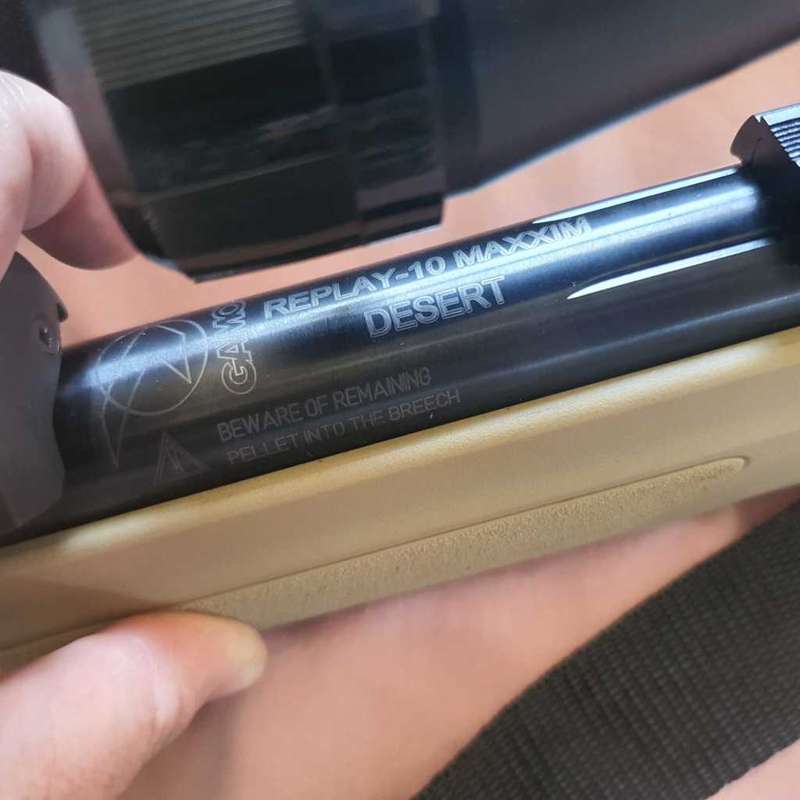 GAMO
REPLAY-10 MAXXIM
DESERT
BEWARE OF REMAINING
PELLET INTO THE BREECH